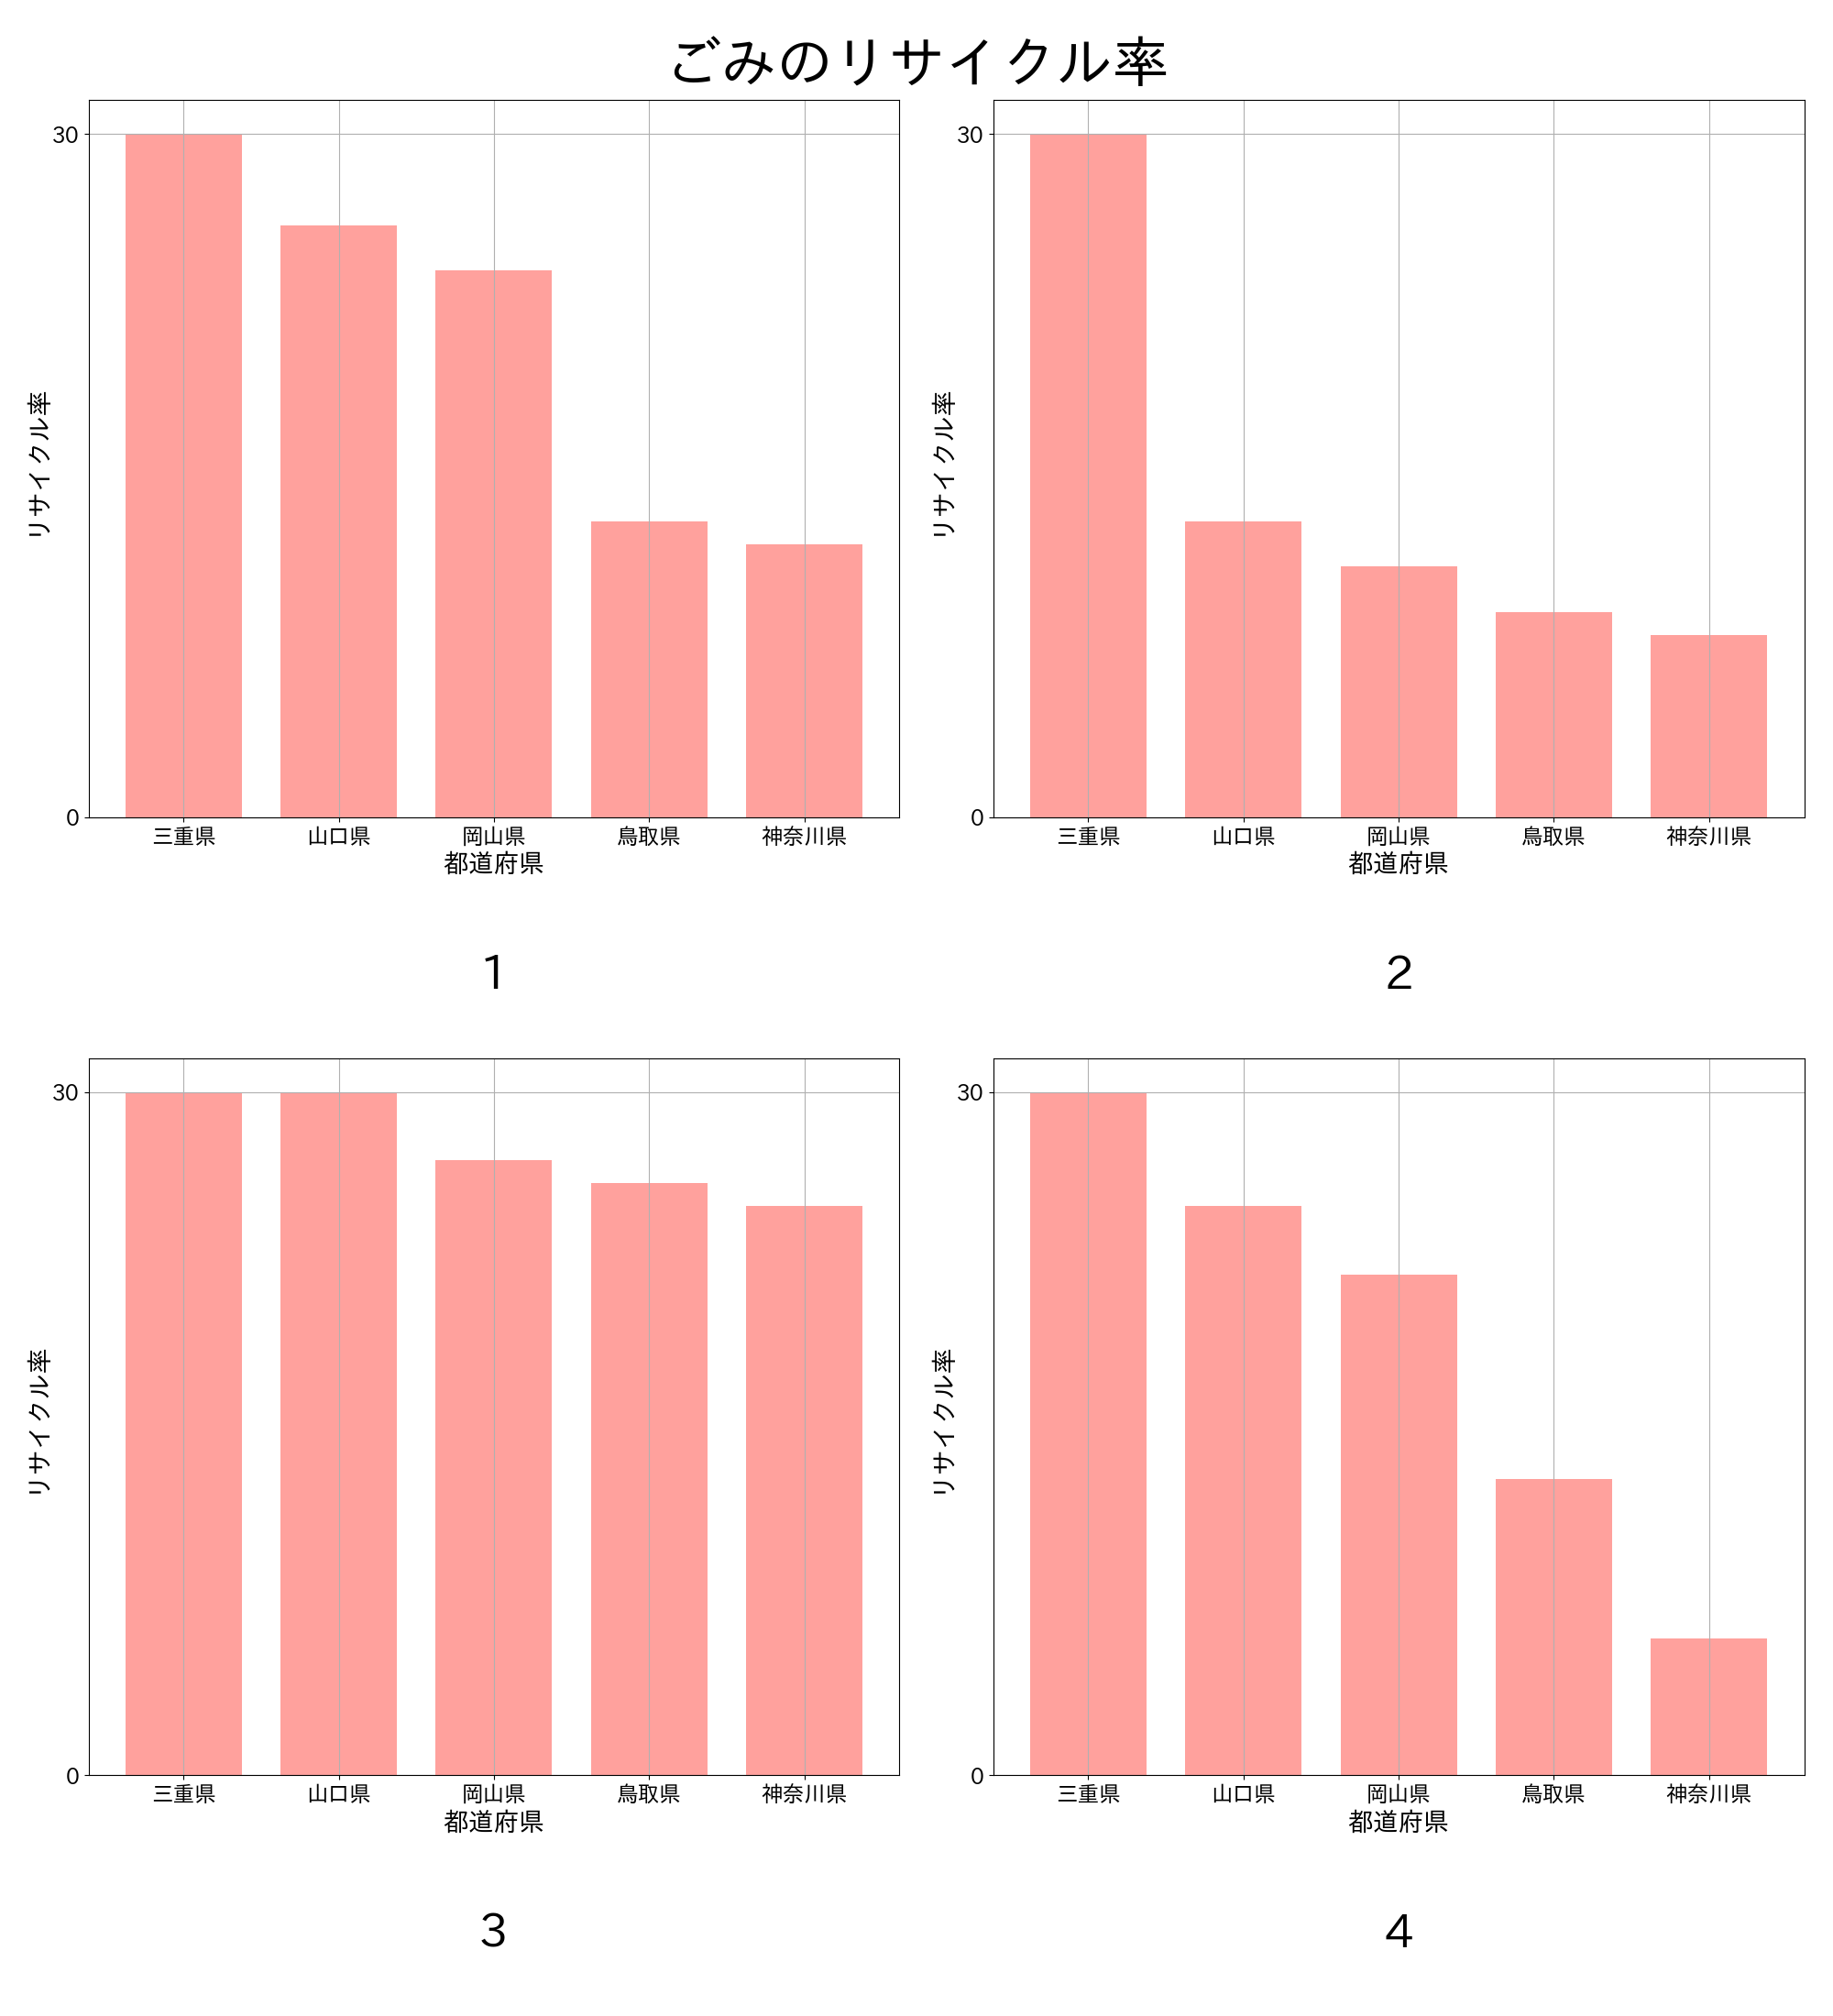 ごみのリサイクル率
30
0
リサイクル率
三重県 山口県 岡山県 鳥取県 神奈川県
都道府県
1
30
0
リサイクル率
三重県 山口県 岡山県 鳥取県 神奈川県
都道府県
2
30
0
リサイクル率
三重県 山口県 岡山県 鳥取県 神奈川県
都道府県
3
30
0
リサイクル率
三重県 山口県 岡山県 鳥取県 神奈川県
都道府県
4